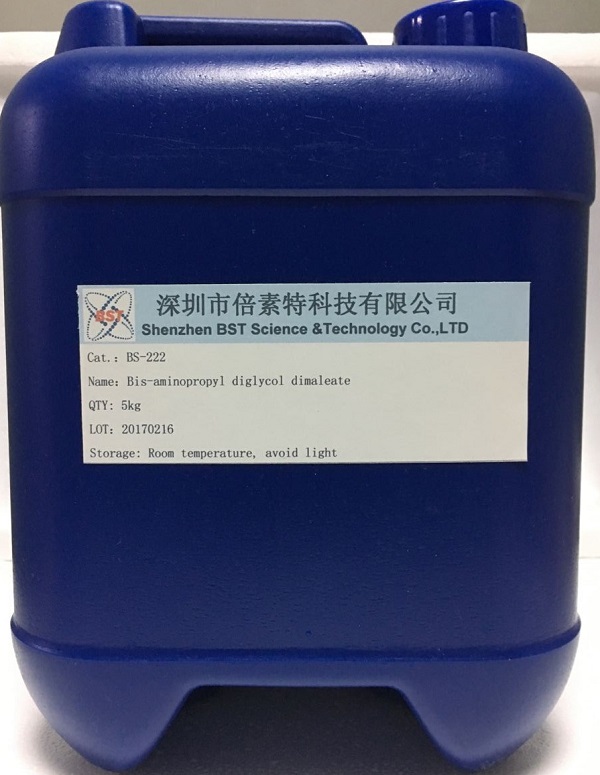 BST
深圳市倍素特科技有限公司
Shenzhen BST Science &Technology Co.,LTD
Cat.: BS-222
Name: Bis-aminopropyl diglycol dimaleate
QTY: 5kg
LOT: 20170216
Storage: Room temperature, avoid light